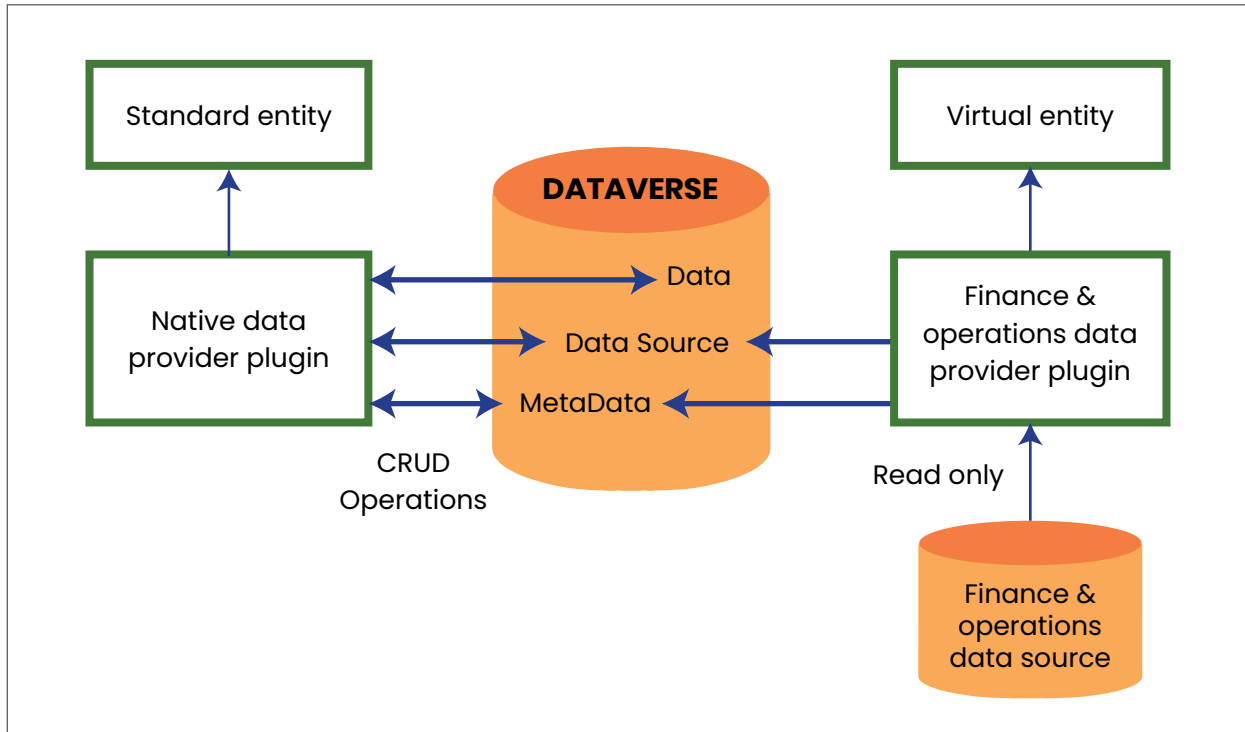 Standard entity
Virtual entity
DATAVERSE
Native data
provider plugin
Data
Data Source
MetaData
Finance &
operations data
provider plugin
CRUD
Operations
Read only
Finance &
operations
data source